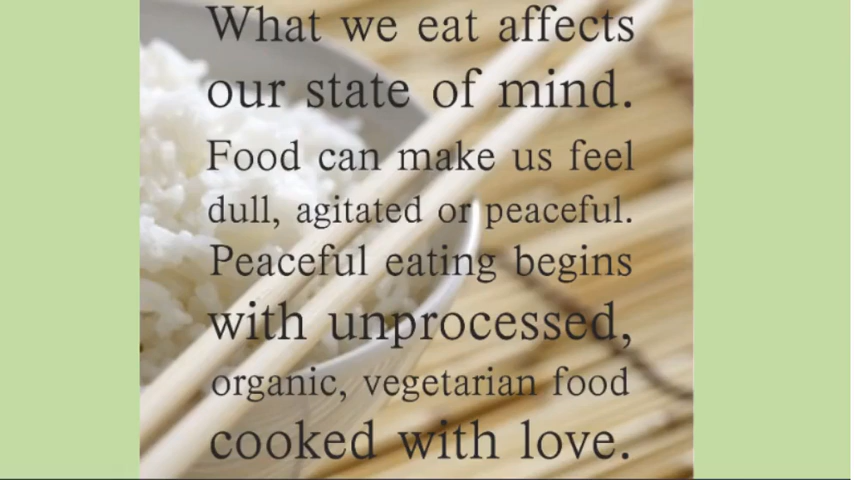 What we eat affects
our state of mind.
Food can make us feel
dull, agitated or peaceful.
Peaceful eating begins
with unprocessed,
organic, vegetarian food
cooked with love.